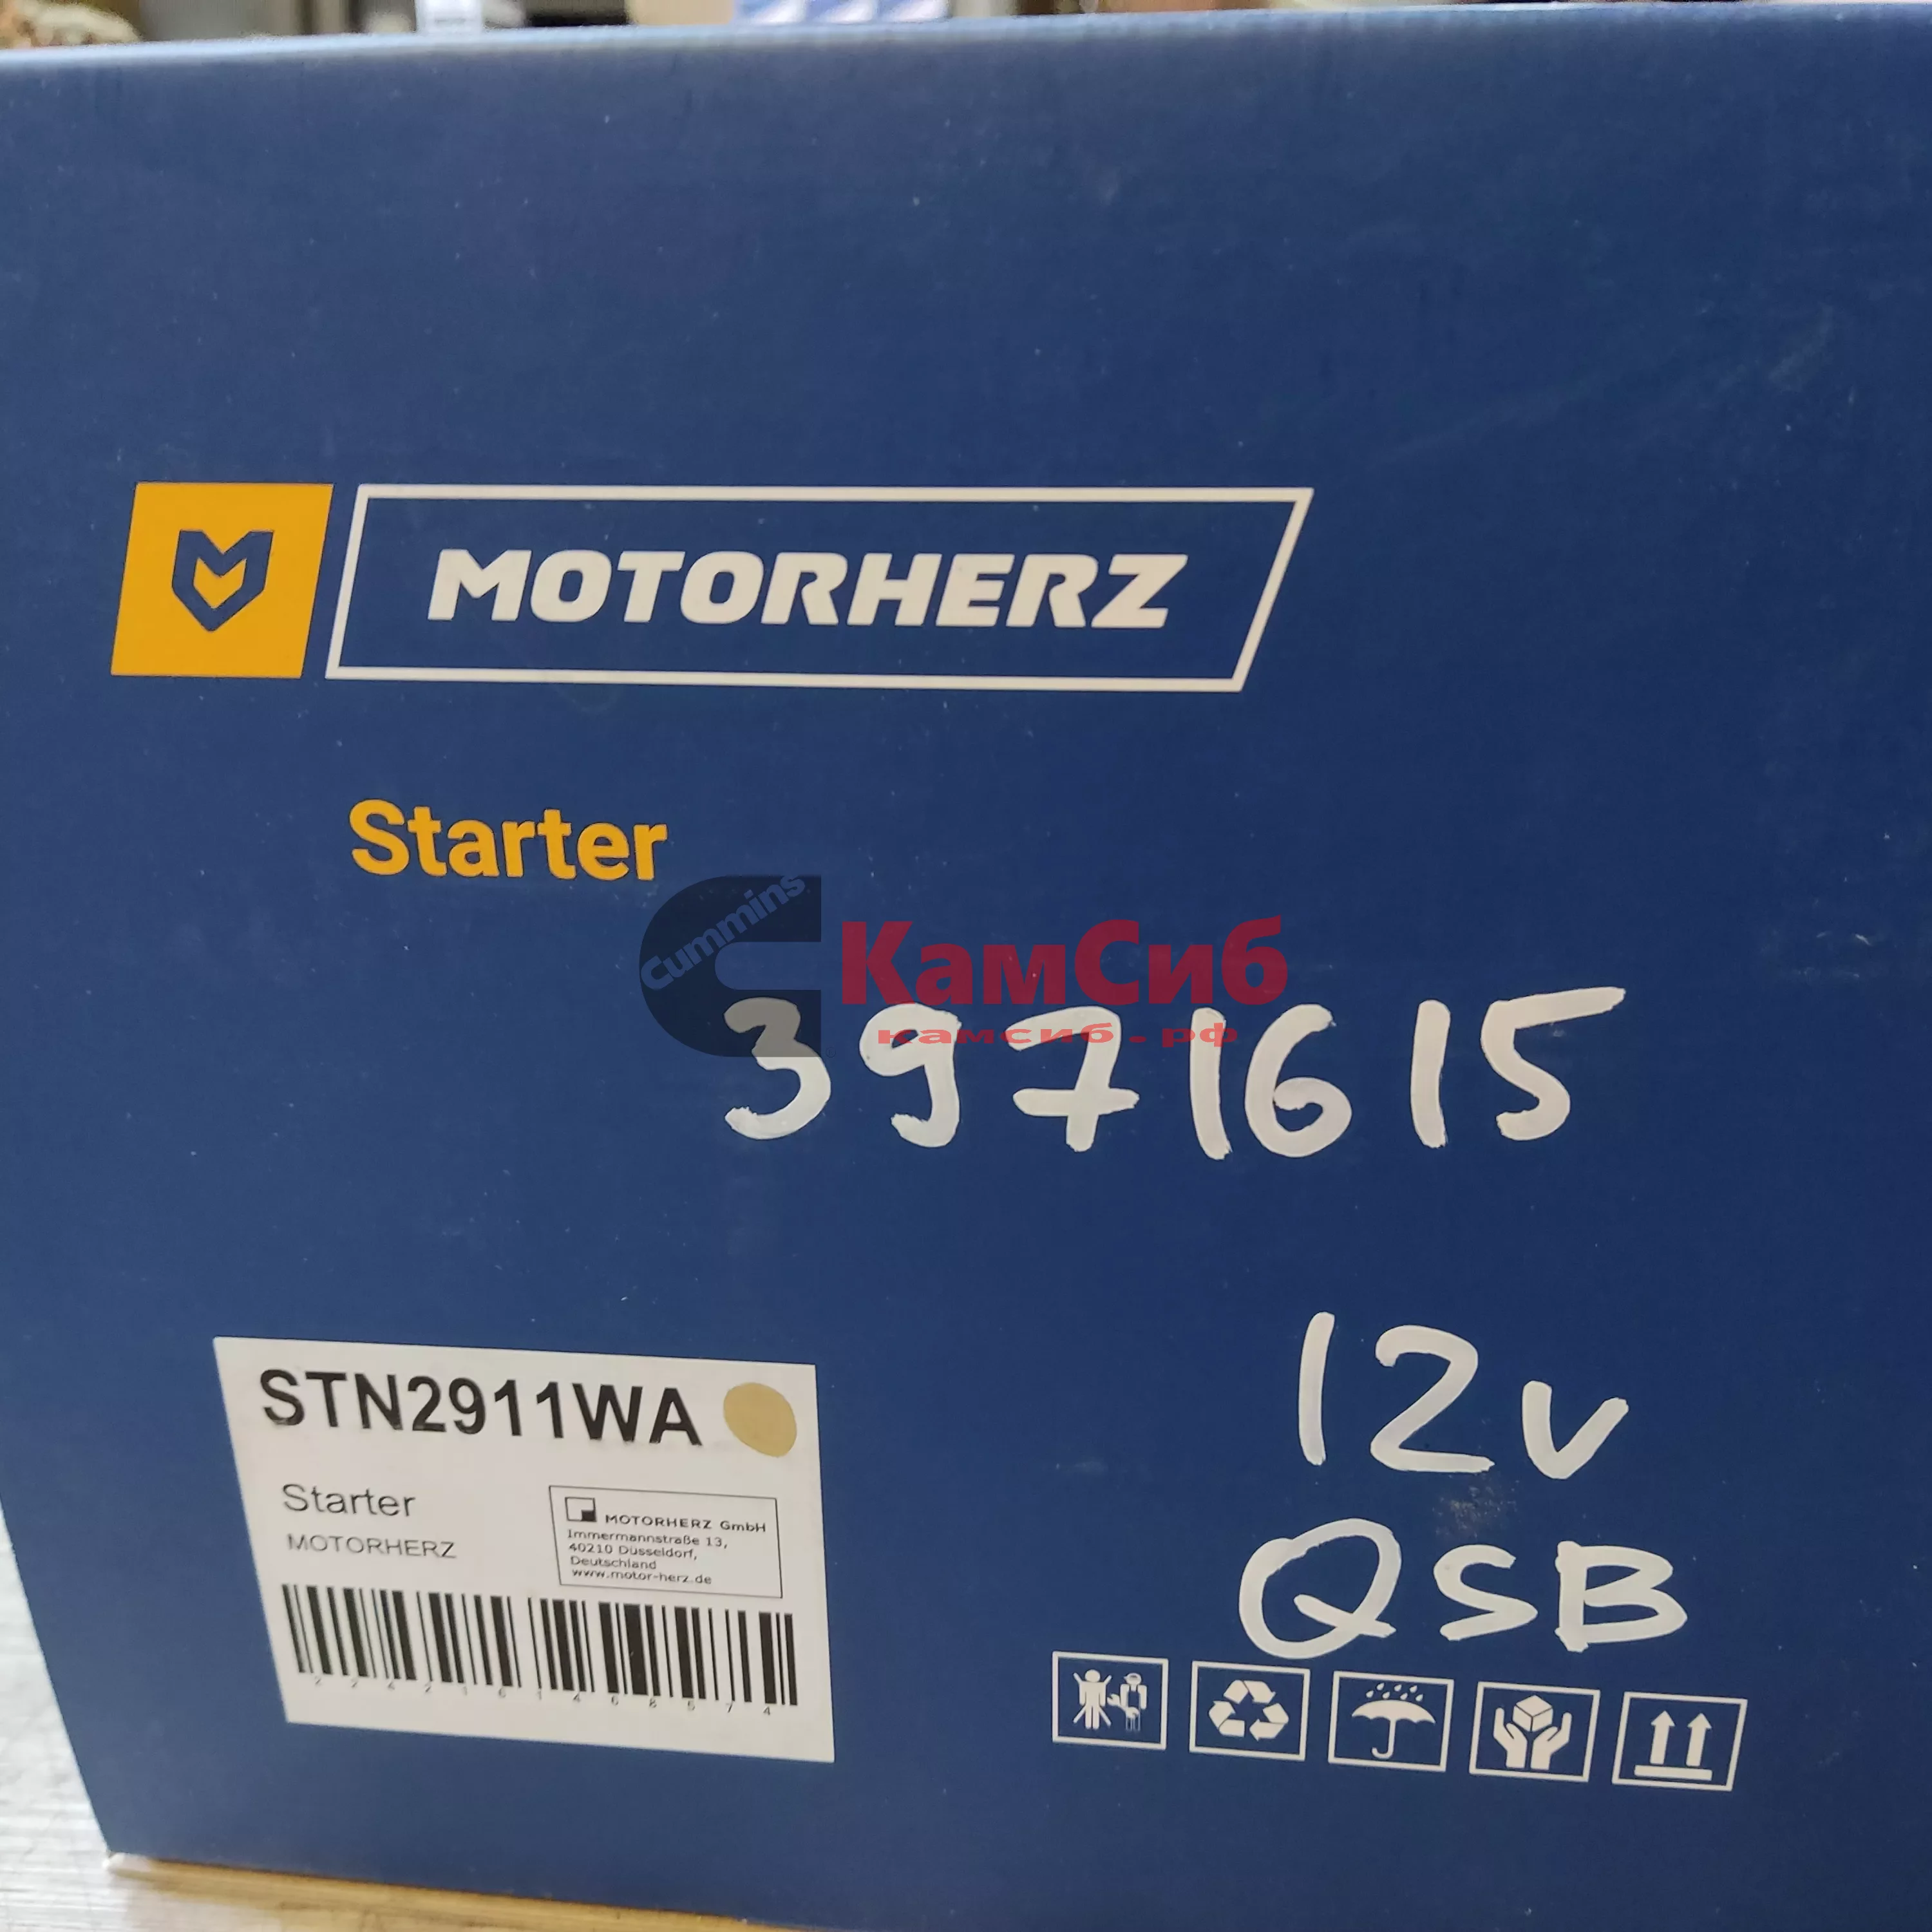 MOTORHERZ
Starter
Cummins
КамСиб
камсиб.рф
3971615
12v
QSB
STN2911WA
Starter
MOTORHERZ
MOTORHERZ GmbH
Immermannstraße 13,
40210 Düsseldorf,
Deutschland
www.motor-herz.de